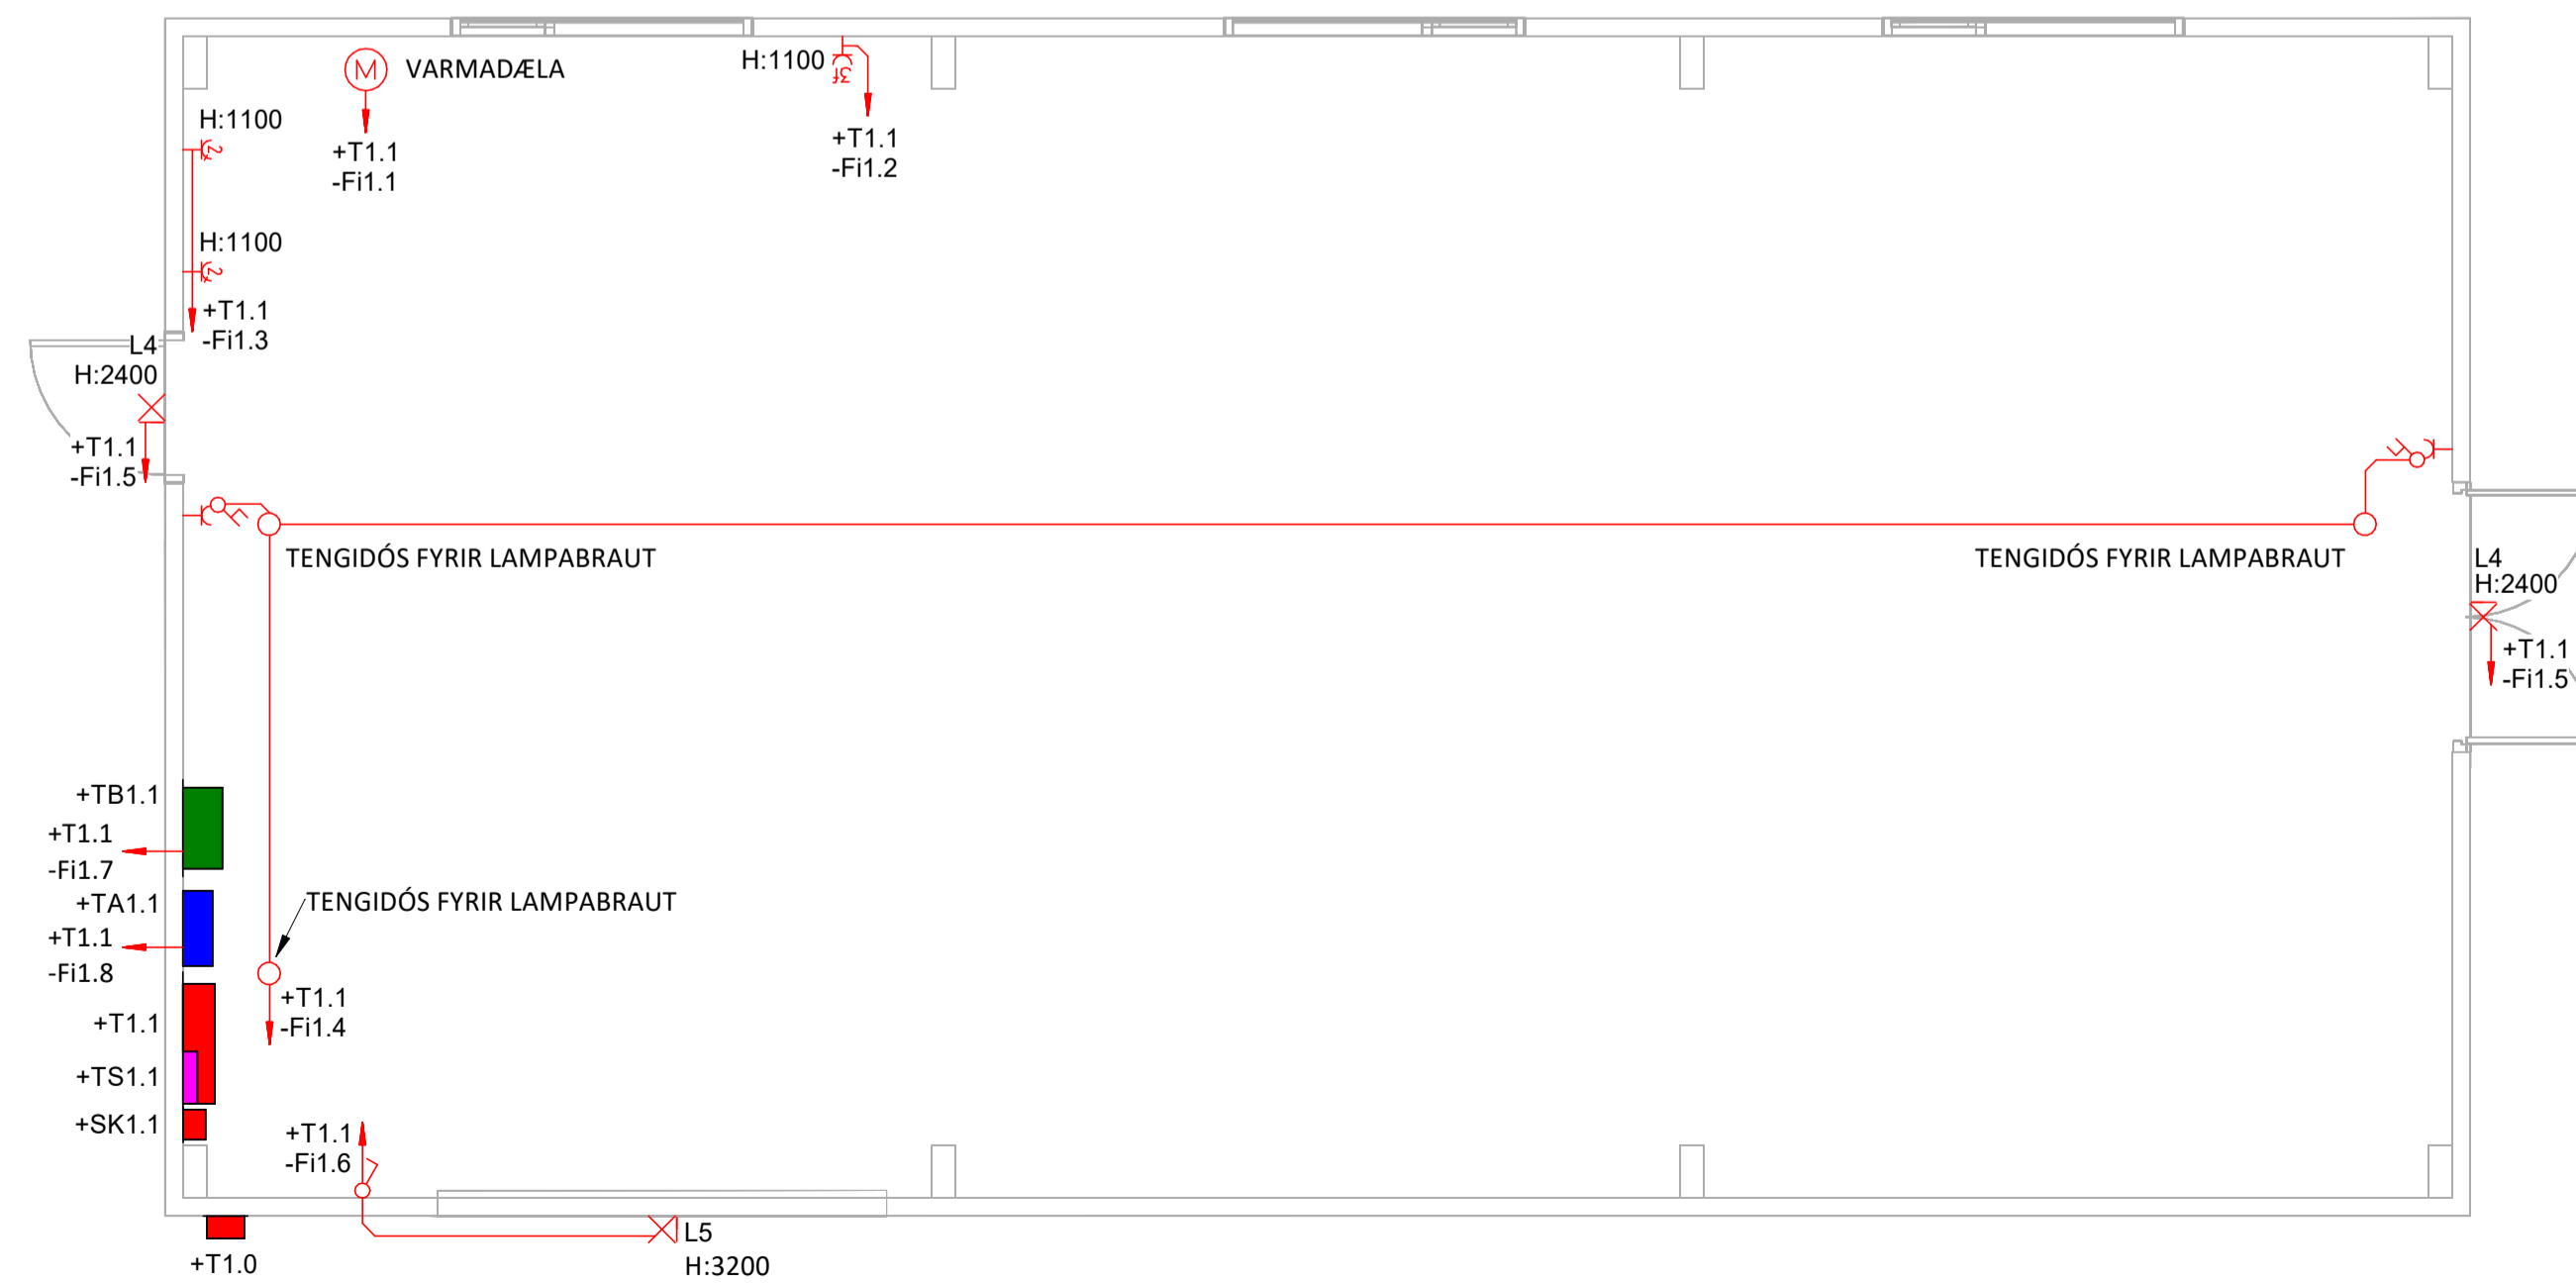 M
VARMADÆLA
+T1.1
-Fi1.1
H:1100
3f
+T1.1
-Fi1.2
H:1100
2
H:1100
2
+T1.1
-Fi1.3
L4
H:2400
+T1.1
-Fi1.5
TENGIDÓS FYRIR LAMPABRAUT
TENGIDÓS FYRIR LAMPABRAUT
L4
H:2400
+T1.1
-Fi1.5
+TB1.1
+T1.1
-Fi1.7
+TA1.1
+T1.1
-Fi1.8
TENGIDÓS FYRIR LAMPABRAUT
+T1.1
-Fi1.4
+T1.1
+TS1.1
+SK1.1
+T1.1
-Fi1.6
L5
H:3200
+T1.0